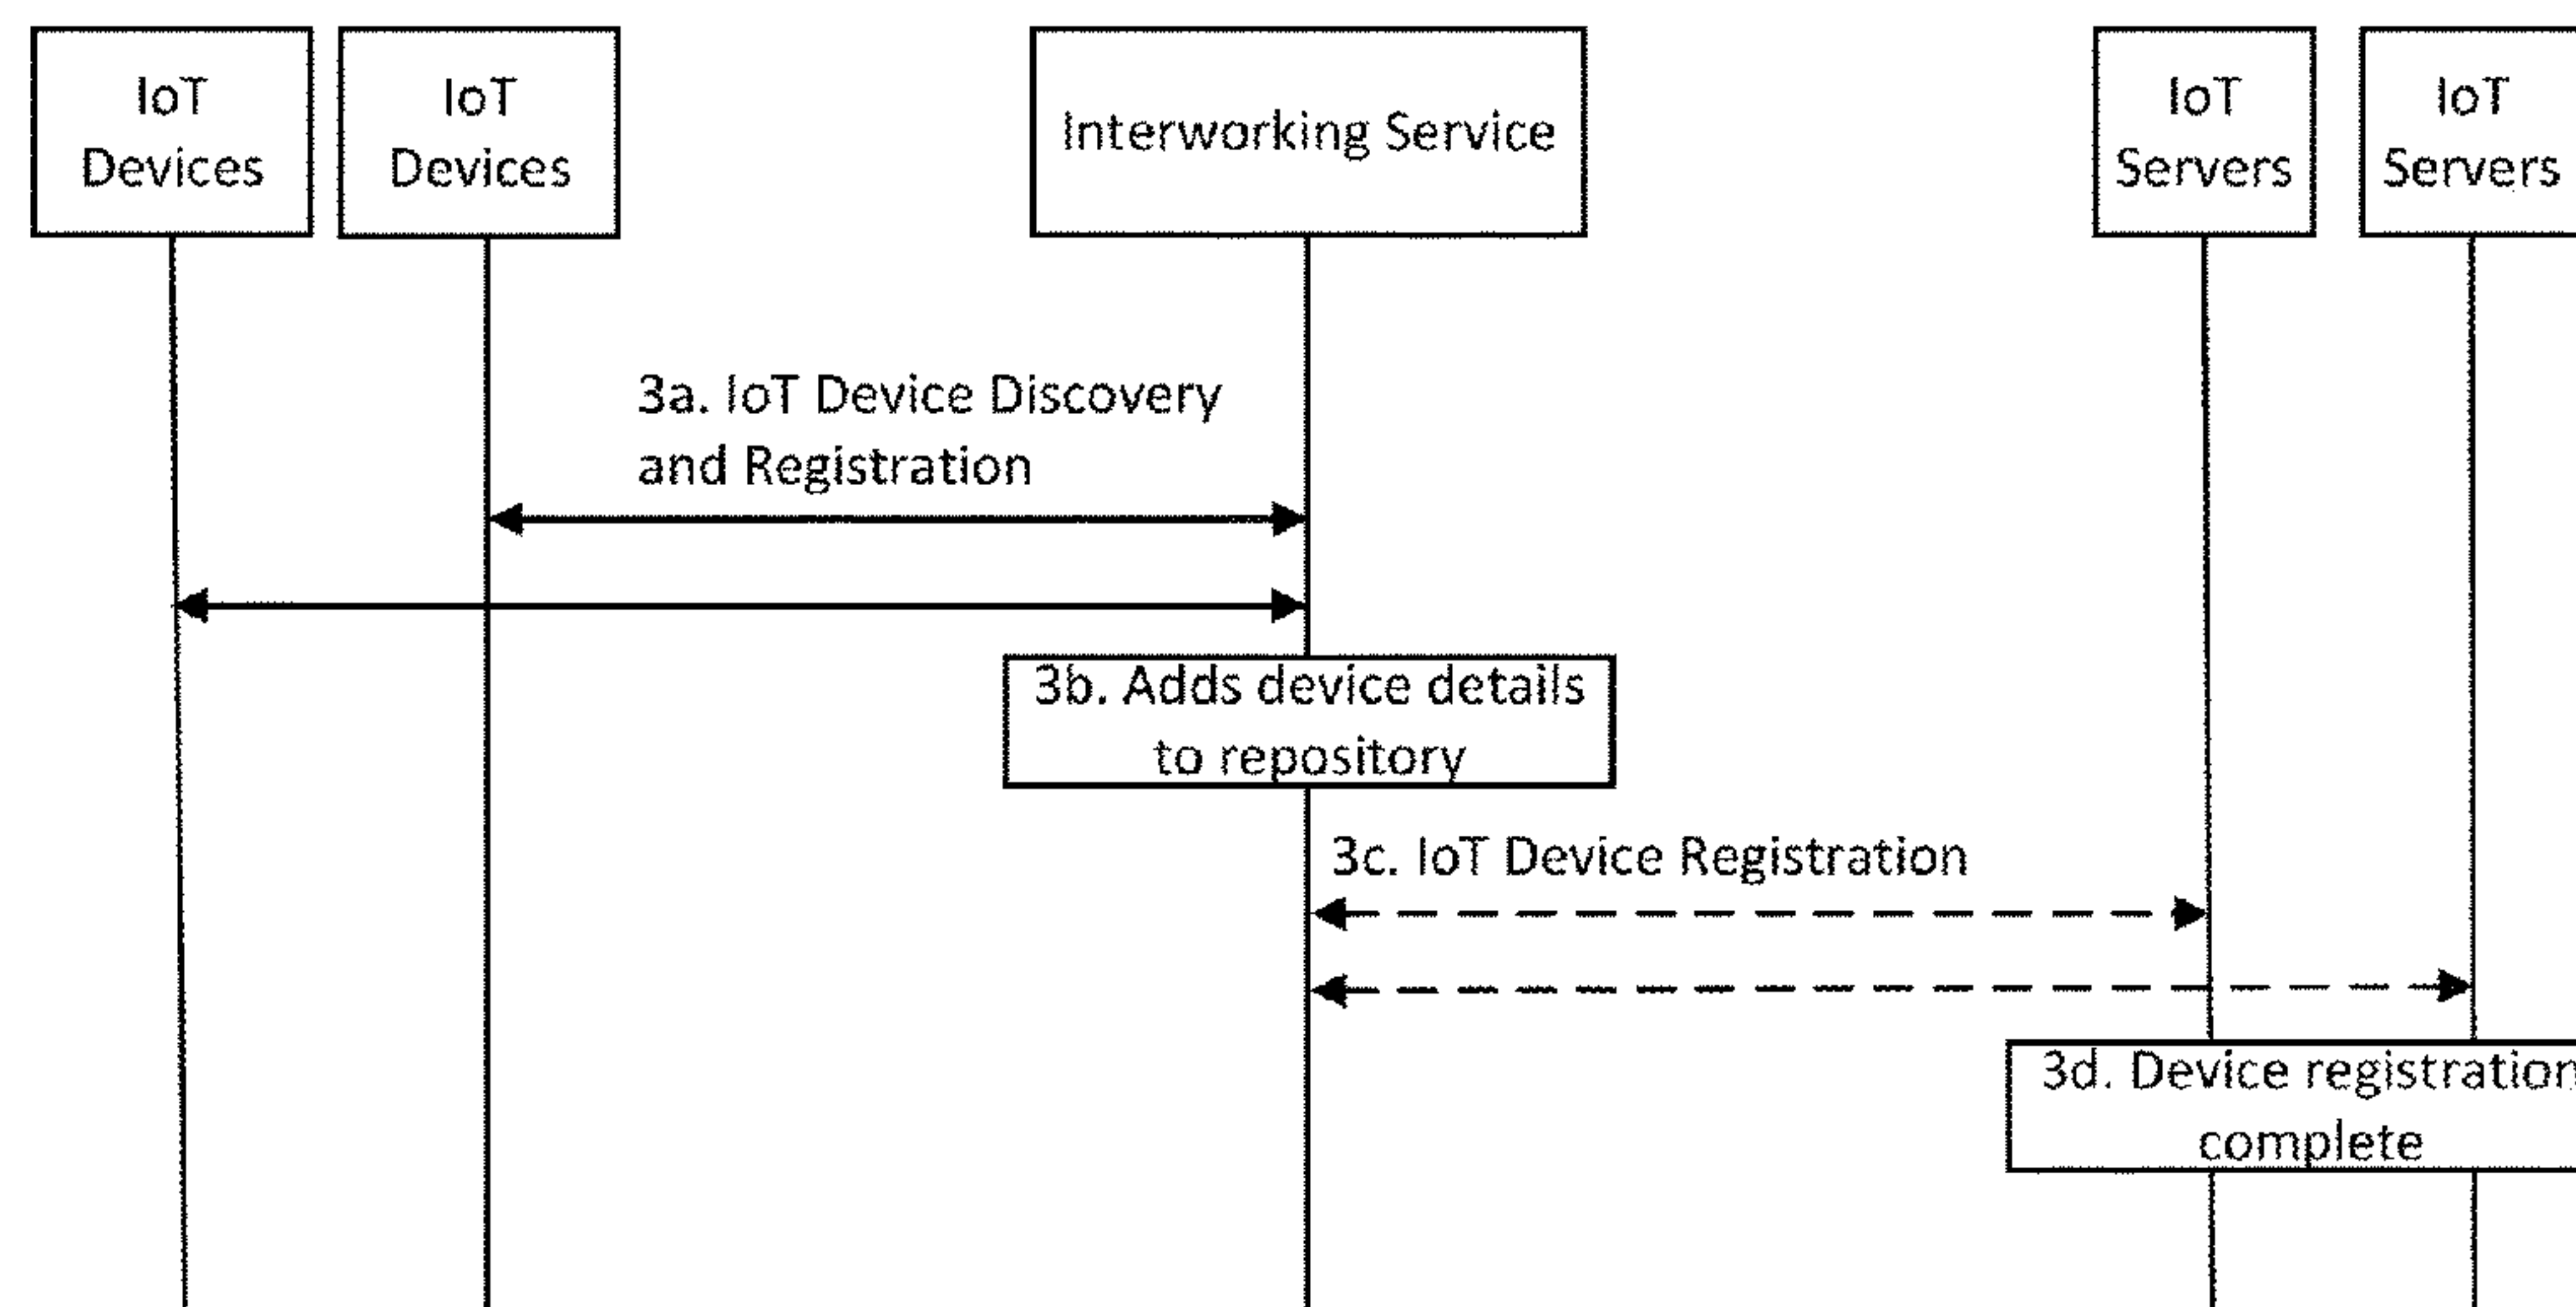 IoT
Devices
IoT
Devices
Interworking Service
IoT
Servers
IoT
Servers
3a. IoT Device Discovery
and Registration
3b. Adds device details
to repository
3c. IoT Device Registration
3d. Device registration
complete